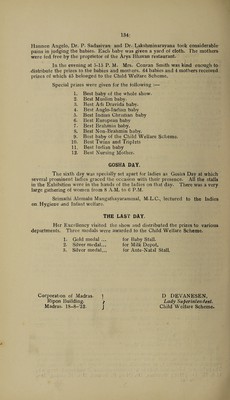 184
Hannon Angelo, Dr. P. Sadasivan and Dr. Lakshminarayana took considerable
pains in judging the babies. Each baby was given a yard of cloth. The mothers
were fed free by the proprietor of the Arya Bhavan restaurant.
In the evening at 5-15 P. M. Mrs. Conran Smith was kind enough to
distribute the prizes to the babies and mothers. 64 babies and 4 mothers received
prizes of which 45 belonged to the Child Welfare Scheme.
Special prizes were given for the following :—
1. Best baby of the whole show.
2. Best Muslim baby.
3. Best Adi Dravida baby.
4. Best Anglo-Indian baby
5. Best Indian Christian baby
6. Best European baby
7. Best Brahmin baby.
8. Best Non-Brahmin baby.
9. Best baby of the Child Welfare Scheme.
10. Best Twins and Triplets
11. Best Indian baby
12. Best Nursing Mother.
GOSHA DAY.
The sixth day was specially set apart for ladies as Gosha Day at which
several prominent ladies graced the occasion with their presence. All the stalls
in the Exhibition were in the hands of the ladies on that day. There was a very
large gathering of women from 8 A.M. to 6 P.M.
Srimathi Alemalu Mangathayarammal, M.L.C., lectured to the ladies
on Hygiene and Infant welfare.
THE LAST DAY.
Her Excellency visited the show and distributed the prizes to various
departments. Three medals were awarded to the Child Welfare Scheme.
1. Gold medal ... for Baby Stall.
2. Silver medal... for Milk Depot.
3. Silver medal... for Ante-Natal Stall.
Corporation of Madras
Ripon Building
Madras
D DEVANESEN,
Lady Superintendent.
Child Welfare Scheme.